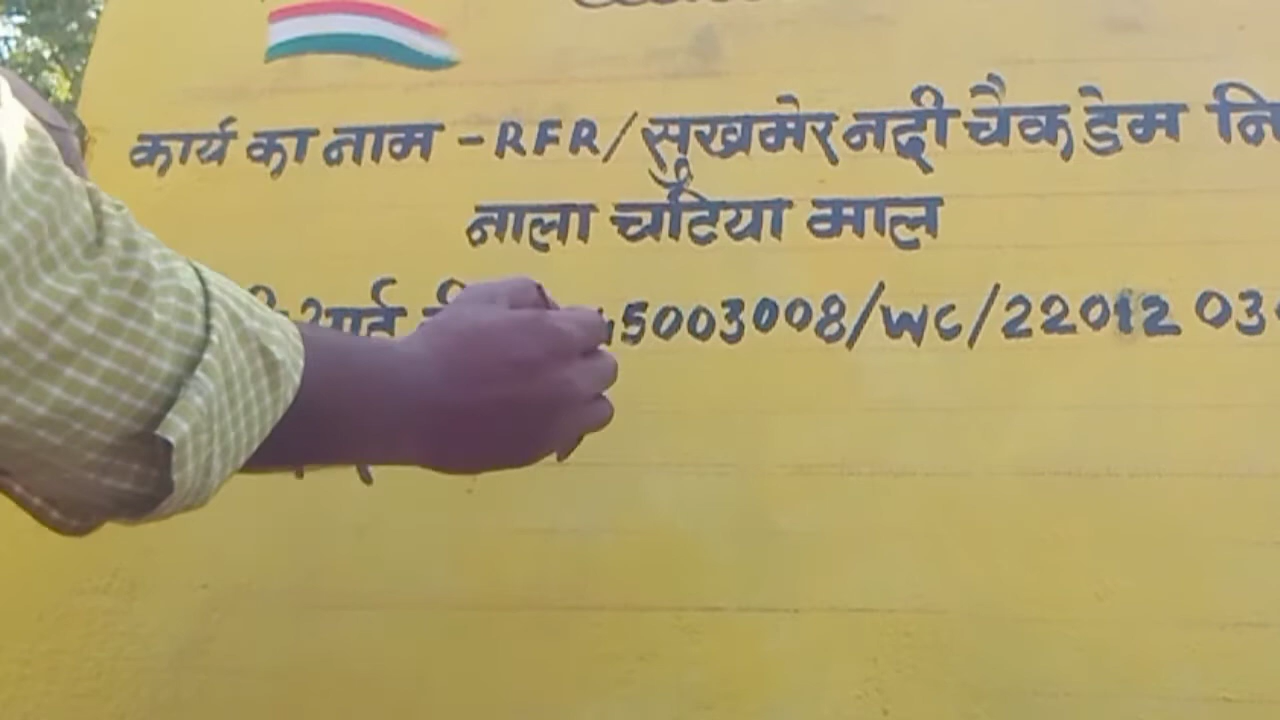 कार्य का नाम - RFR/सुखमेर नदी चैक डेम नि
नाला चटिया माल
5003008/WC/22012 03